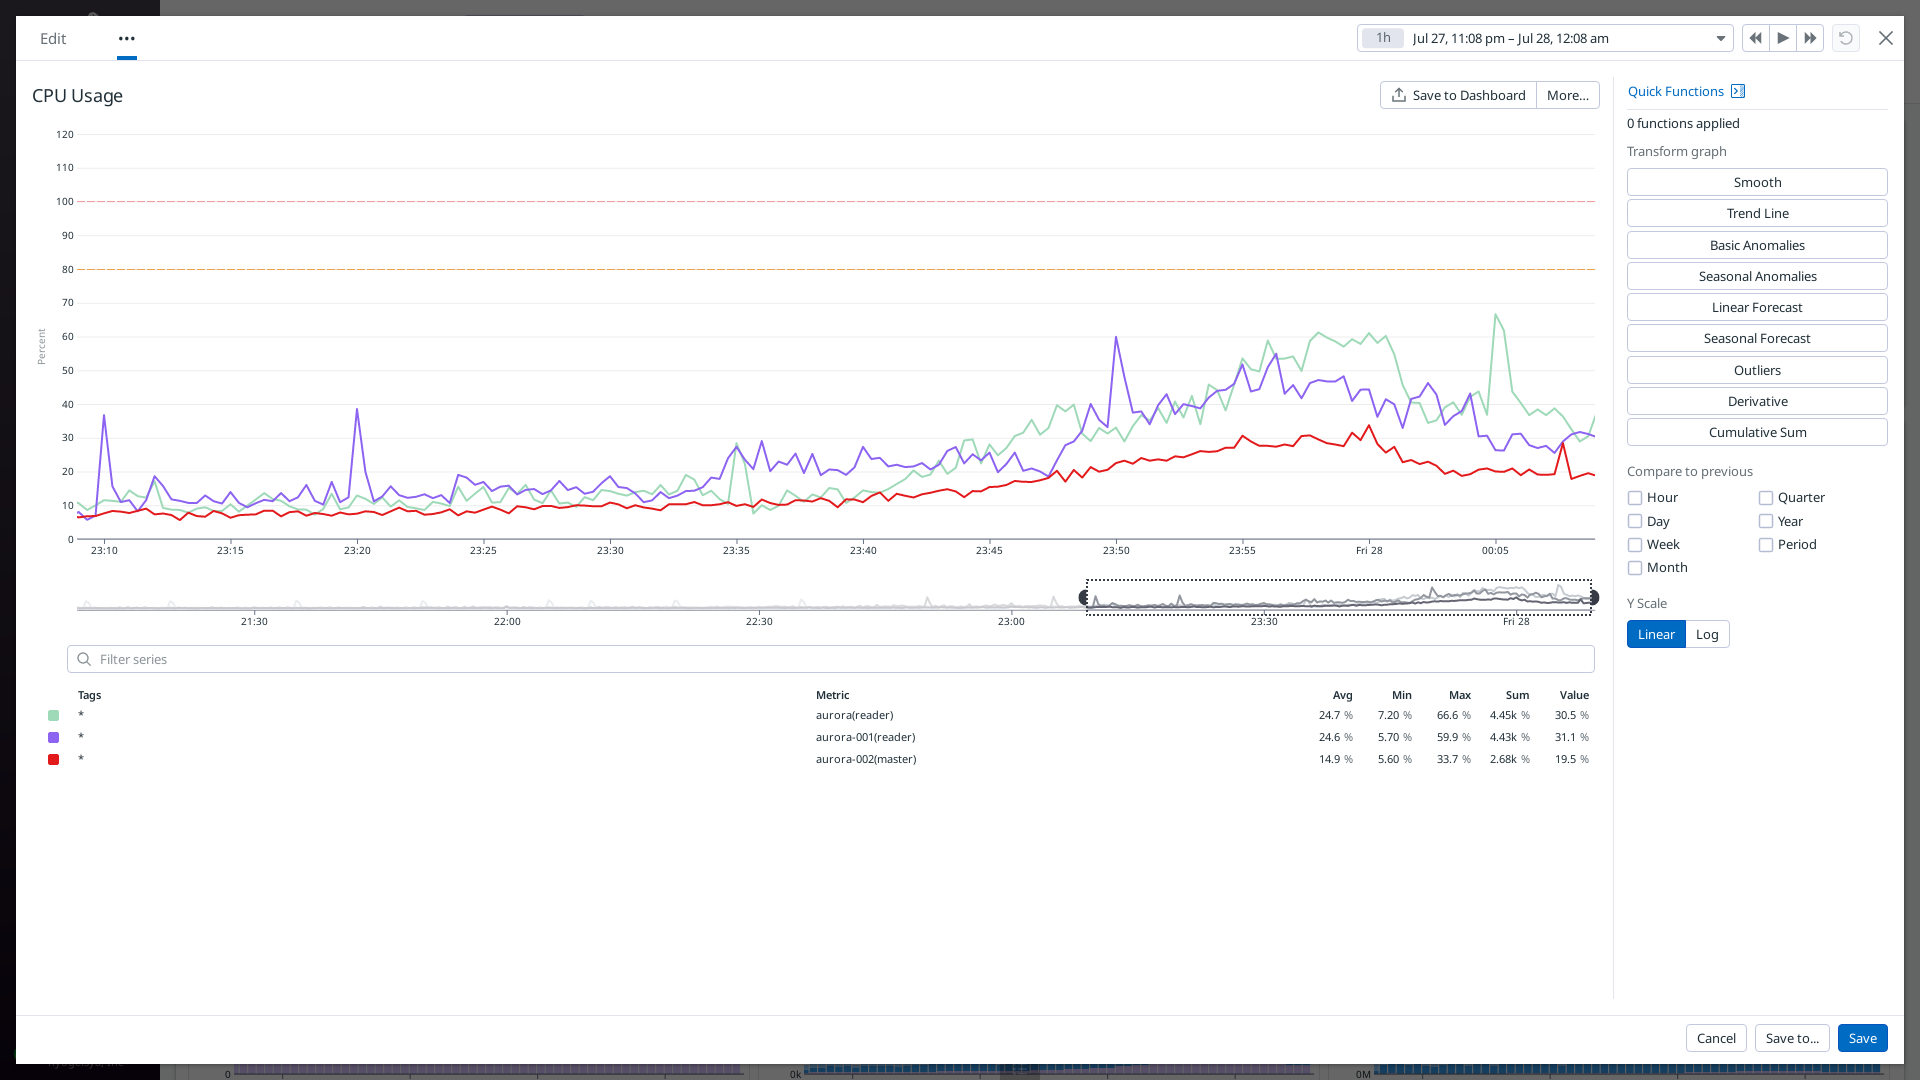 Edit
1h Jul 27, 11:08 pm – Jul 28, 12:08 am
CPU Usage
Save to Dashboard
More...
Quick Functions
0 functions applied
Transform graph
Smooth
Trend Line
Basic Anomalies
Seasonal Anomalies
Linear Forecast
Seasonal Forecast
Outliers
Derivative
Cumulative Sum
Compare to previous
Hour Quarter
Day Year
Week Period
Month
Y Scale
Linear Log
Percent
120
110
100
90
80
70
60
50
40
30
20
10
0
23:10 23:15 23:20 23:25 23:30 23:35 23:40 23:45 23:50 23:55 Fri 28 00:05
21:30 22:00 22:30 23:00 23:30 Fri 28
Filter series
Tags Metric Avg Min Max Sum Value
* aurora(reader) 24.7 % 7.20 % 66.6 % 4.45k % 30.5 %
* aurora-001(reader) 24.6 % 5.70 % 59.9 % 4.43k % 31.1 %
* aurora-002(master) 14.9 % 5.60 % 33.7 % 2.68k % 19.5 %
Cancel
Save to...
Save
0 0k 0M